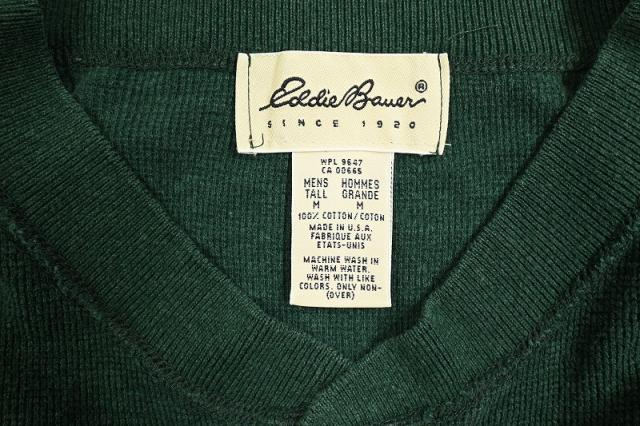 Eddie Bauer®
SINCE 1920
WPL 9647
CA 00665
MENS HOMMES
TALL GRANDE
M M
100% COTTON/COTON
MADE IN U.S.A.
FABRIQUE AUX
ETATS-UNIS
MACHINE WASH IN
WARM WATER.
WASH WITH LIKE
COLORS. ONLY NON-
(OVER)